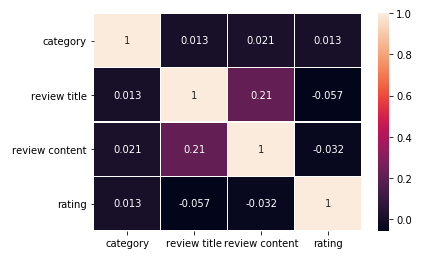 category 1 0.013 0.021 0.013
review title 0.013 1 0.21 -0.057
review content 0.021 0.21 1 -0.032
rating 0.013 -0.057 -0.032 1
category review title review content rating
1.0
0.8
0.6
0.4
0.2
0.0